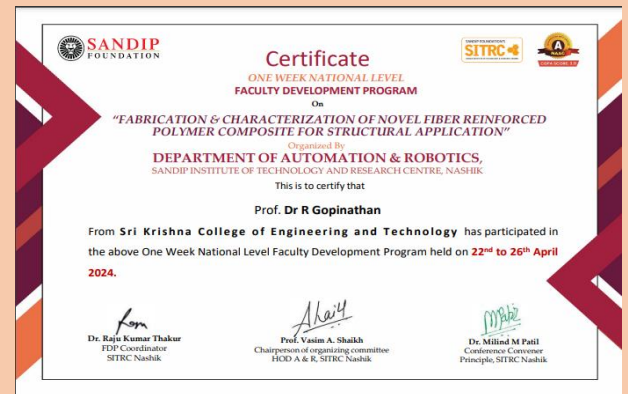 SANDIP
FOUNDATION
SANDIP FOUNDATION'S
SITRC
A
NAAC
Certificate
ONE WEEK NATIONAL LEVEL
FACULTY DEVELOPMENT PROGRAM
On
“FABRICATION & CHARACTERIZATION OF NOVEL FIBER REINFORCED
POLYMER COMPOSITE FOR STRUCTURAL APPLICATION”
Organized By
DEPARTMENT OF AUTOMATION & ROBOTICS,
SANDIP INSTITUTE OF TECHNOLOGY AND RESEARCH CENTRE, NASHIK
This is to certify that
Prof. Dr R Gopinathan
From Sri Krishna College of Engineering and Technology has participated in
the above One Week National Level Faculty Development Program held on 22nd to 26th April
2024.
Dr. Raju Kumar Thakur
FDP Coordinator
SITRC Nashik
Prof. Vasim A. Shaikh
Chairperson of organizing committee
HOD A & R, SITRC Nashik
Dr. Milind M Patil
Conference Convener
Principle, SITRC Nashik